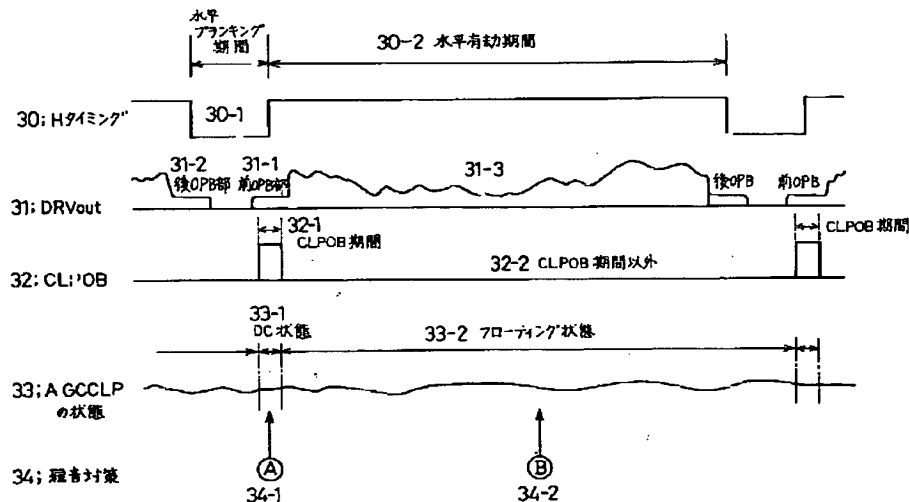 水平
ブランキング
期間
30-2 水平有効期間
30;Hタイミング
30-1
31-2
後OPB部
31-1
前OPB部
31-3
後OPB
前OPB
31;DRVout
32-1
CLPOB期間
CLPOB期間
32;CLPOB
32-2 CLPOB期間以外
33-1
DC状態
33-2 フローティング状態
33;AGCCLP
の状態
A
B
34;雑音対策
34-1
34-2